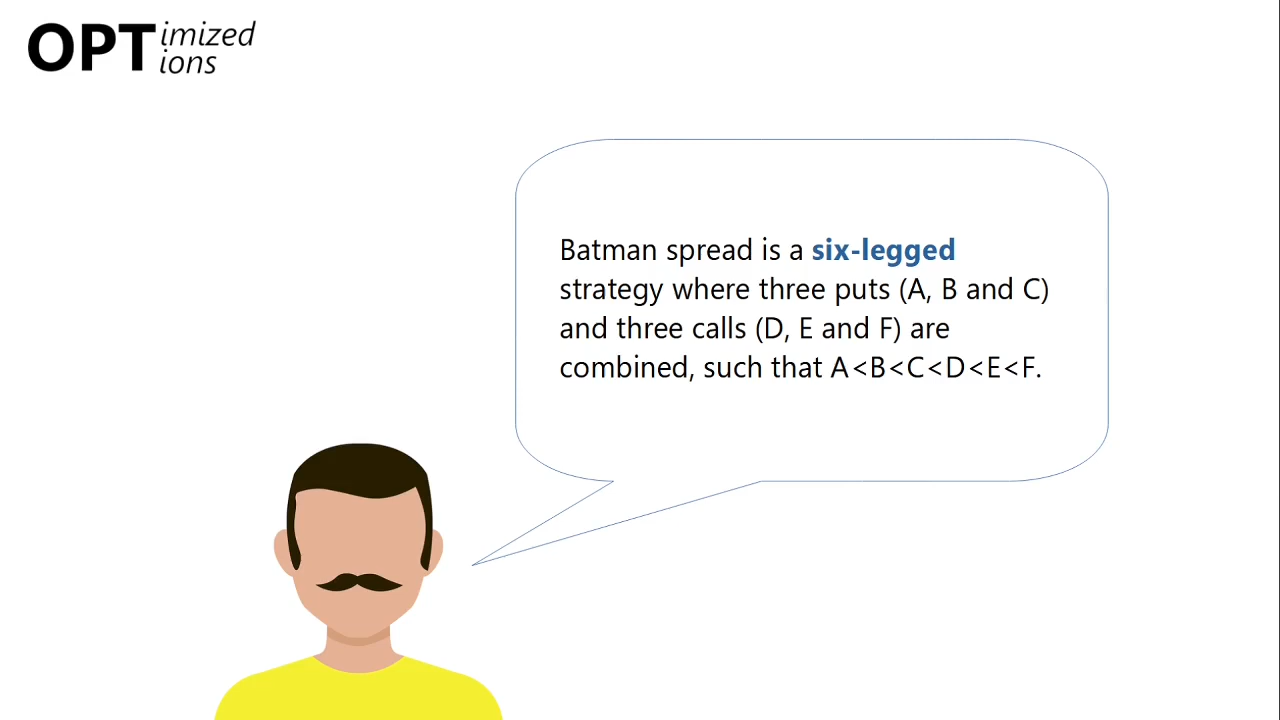 OPTimized
ions
Batman spread is a six-legged
strategy where three puts (A, B and C)
and three calls (D, E and F) are
combined, such that A<B<C<D<E<F.